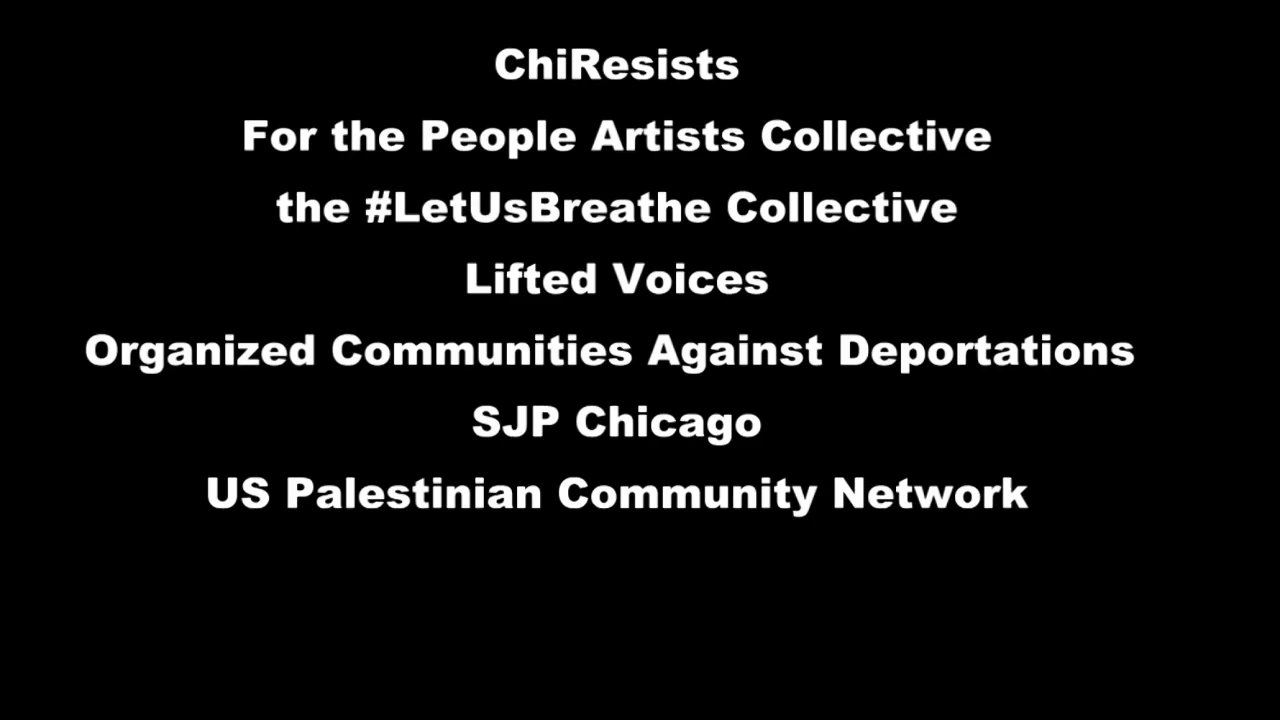 ChiResists
For the People Artists Collective
the #LetUsBreathe Collective
Lifted Voices
Organized Communities Against Deportations
SJP Chicago
US Palestinian Community Network